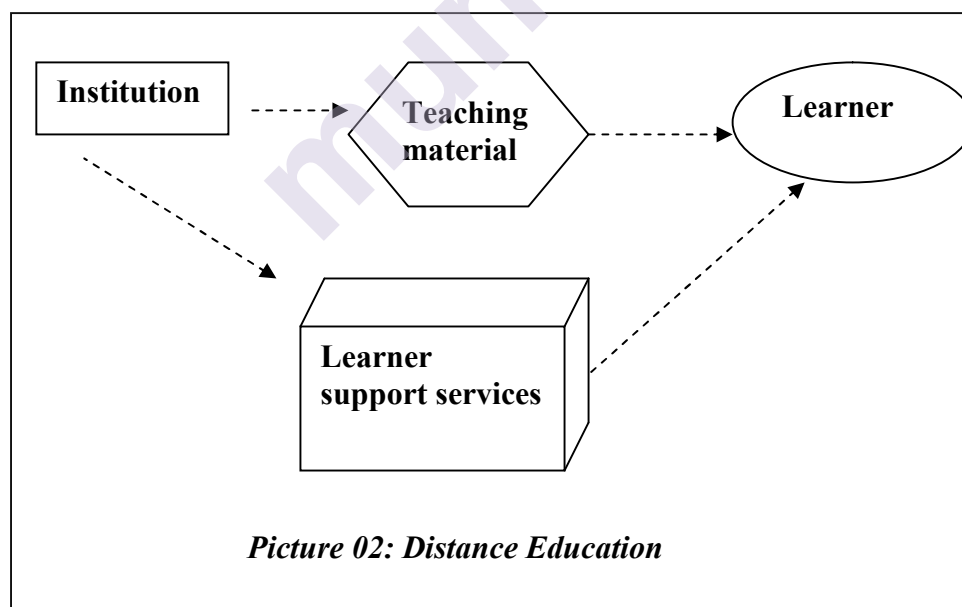 Institution
Teaching
material
Learner
Learner
support services
Picture 02: Distance Education